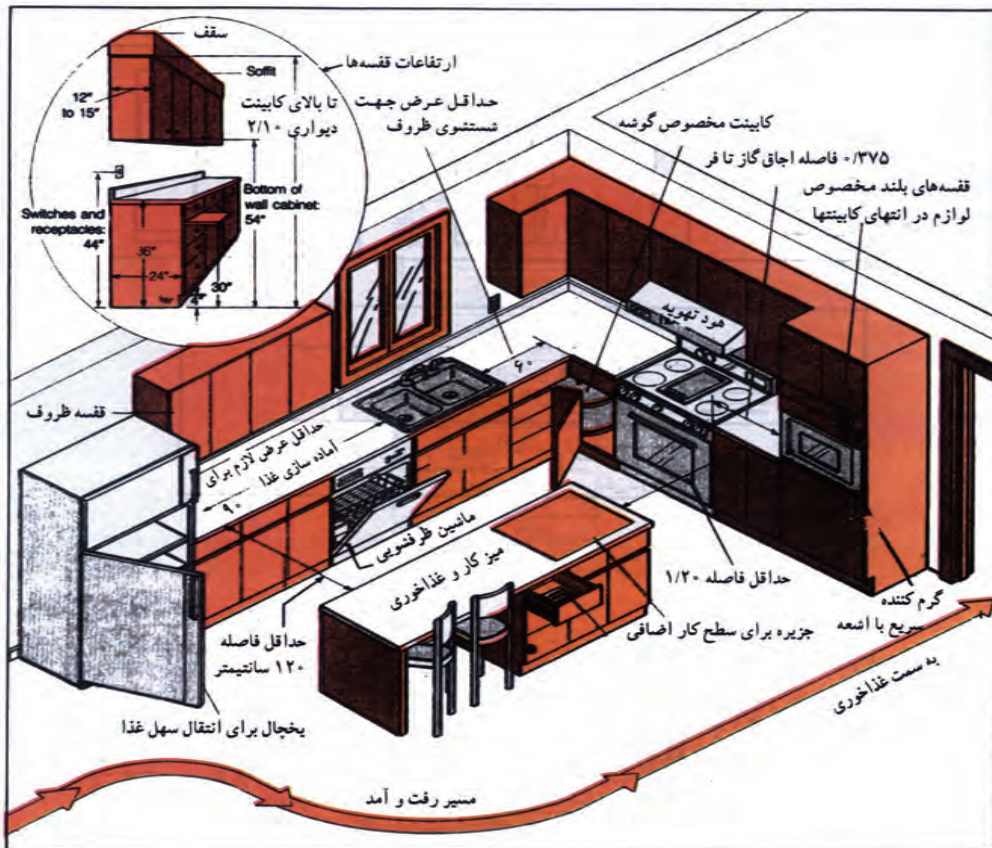 سقف
Soffit
ارتفاعات قفسه‌ها
12"
to 15"
تا بالای کابینت
دیواری ۲/۱۰
حداقل عرض جهت
شستشوی ظروف
Switches and
receptacles:
44"
Bottom of
wall cabinet:
54"
36"
24"
30"
4"
کابینت مخصوص گوشه
۰/۳۷۵ فاصله اجاق گاز تا فر
قفسه‌های بلند مخصوص
لوازم در انتهای کابینتها
هود تهویه
۶۰
قفسه ظروف
حداقل عرض لازم برای
آماده سازی غذا
۹۰
ماشین ظرفشویی
میز کار و غذاخوری
حداقل فاصله ۱/۲۰
جزیره برای سطح کار اضافی
گرم کننده
سریع با اشعه
حداقل فاصله
۱۲۰ سانتیمتر
یخچال برای انتقال سهل غذا
مسیر رفت و آمد
به سمت غذاخوری